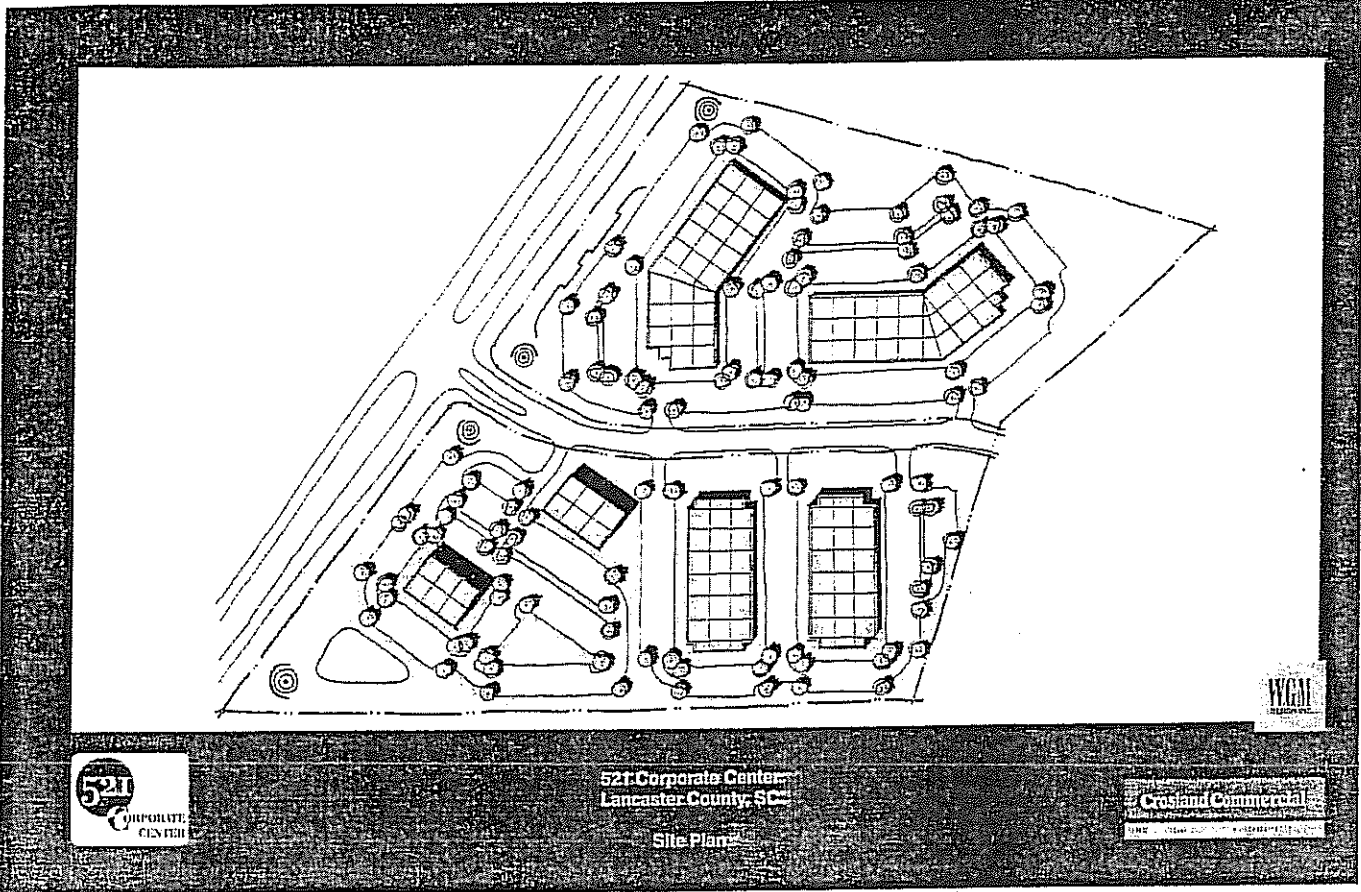 WGM
521
CORPORATE
CENTER
521 Corporate Center
Lancaster County, SC
Site Plan
Crosland Commercial